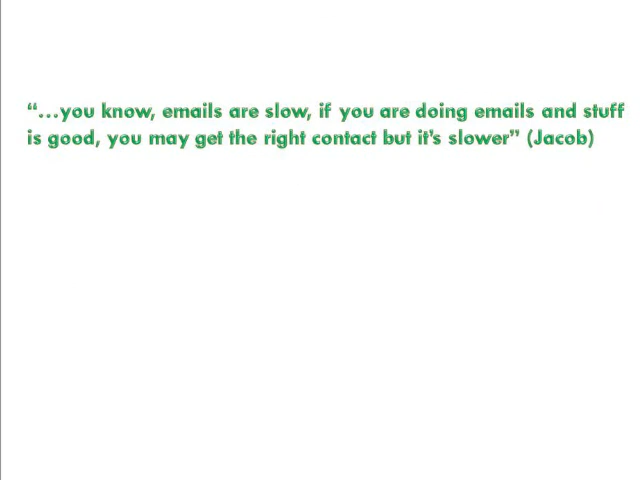 “…you know, emails are slow, if you are doing emails and stuff
is good, you may get the right contact but it’s slower” (Jacob)